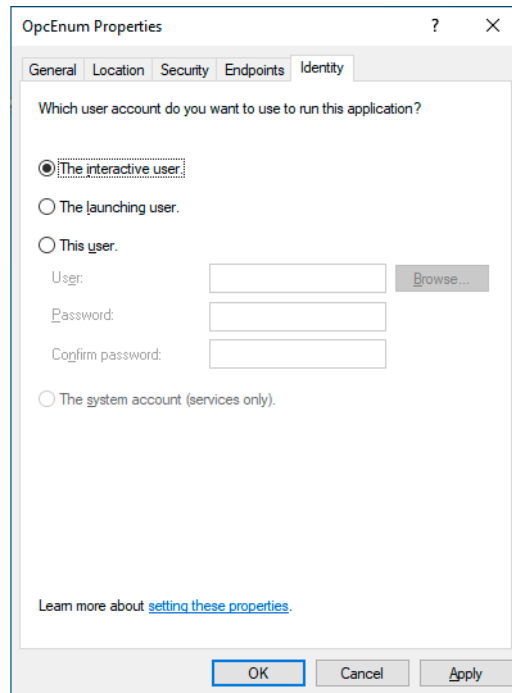 OpcEnum Properties ? ×
General Location Security Endpoints Identity
Which user account do you want to use to run this application?
The interactive user.
The launching user.
This user.
User: Browse...
Password:
Confirm password:
The system account (services only).
Learn more about setting these properties.
OK Cancel Apply